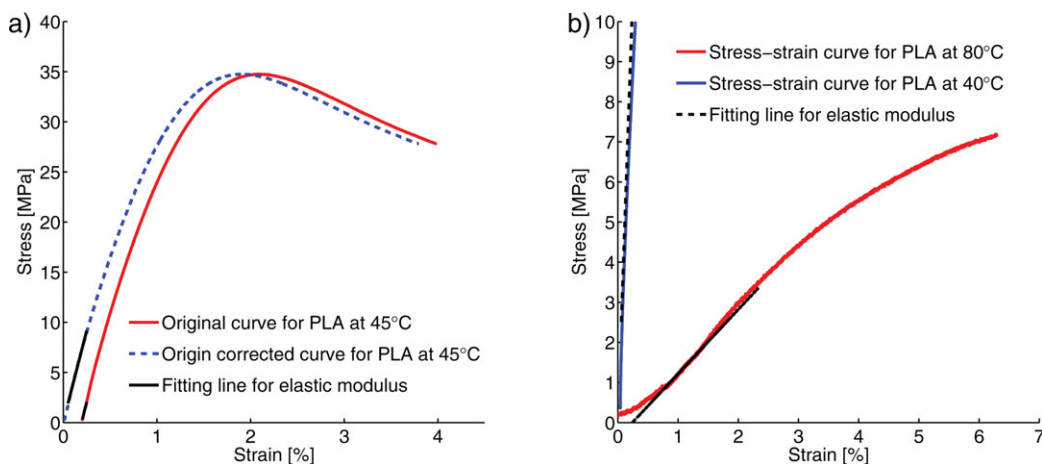 a)
Stress [MPa]
40
35
30
25
20
15
10
5
0
Original curve for PLA at 45°C
Origin corrected curve for PLA at 45°C
Fitting line for elastic modulus
0 1 2 3 4
Strain [%]
b)
Stress [MPa]
10
9
8
7
6
5
4
3
2
1
0
Stress–strain curve for PLA at 80°C
Stress–strain curve for PLA at 40°C
Fitting line for elastic modulus
0 1 2 3 4 5 6 7
Strain [%]